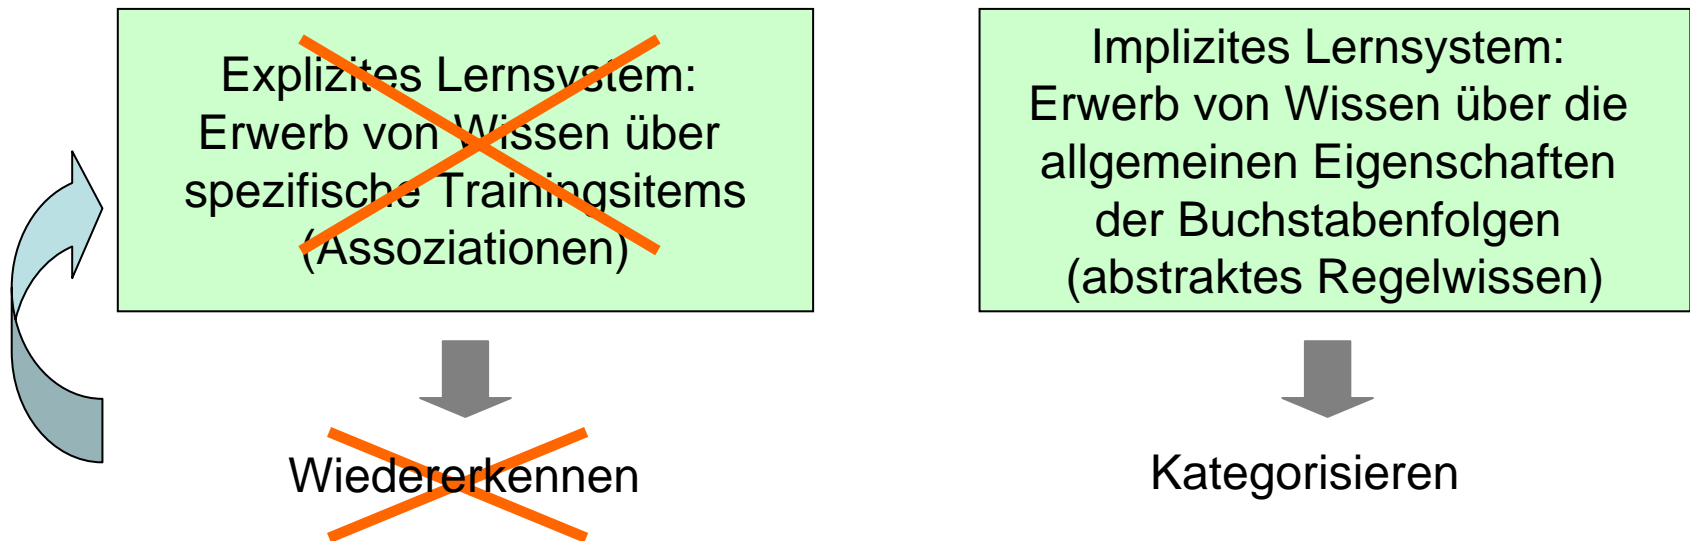 Explizites Lernsystem:
Erwerb von Wissen über
spezifische Trainingsitems
(Assoziationen)
Implizites Lernsystem:
Erwerb von Wissen über die
allgemeinen Eigenschaften
der Buchstabenfolgen
(abstraktes Regelwissen)
Wiedererkennen
Kategorisieren